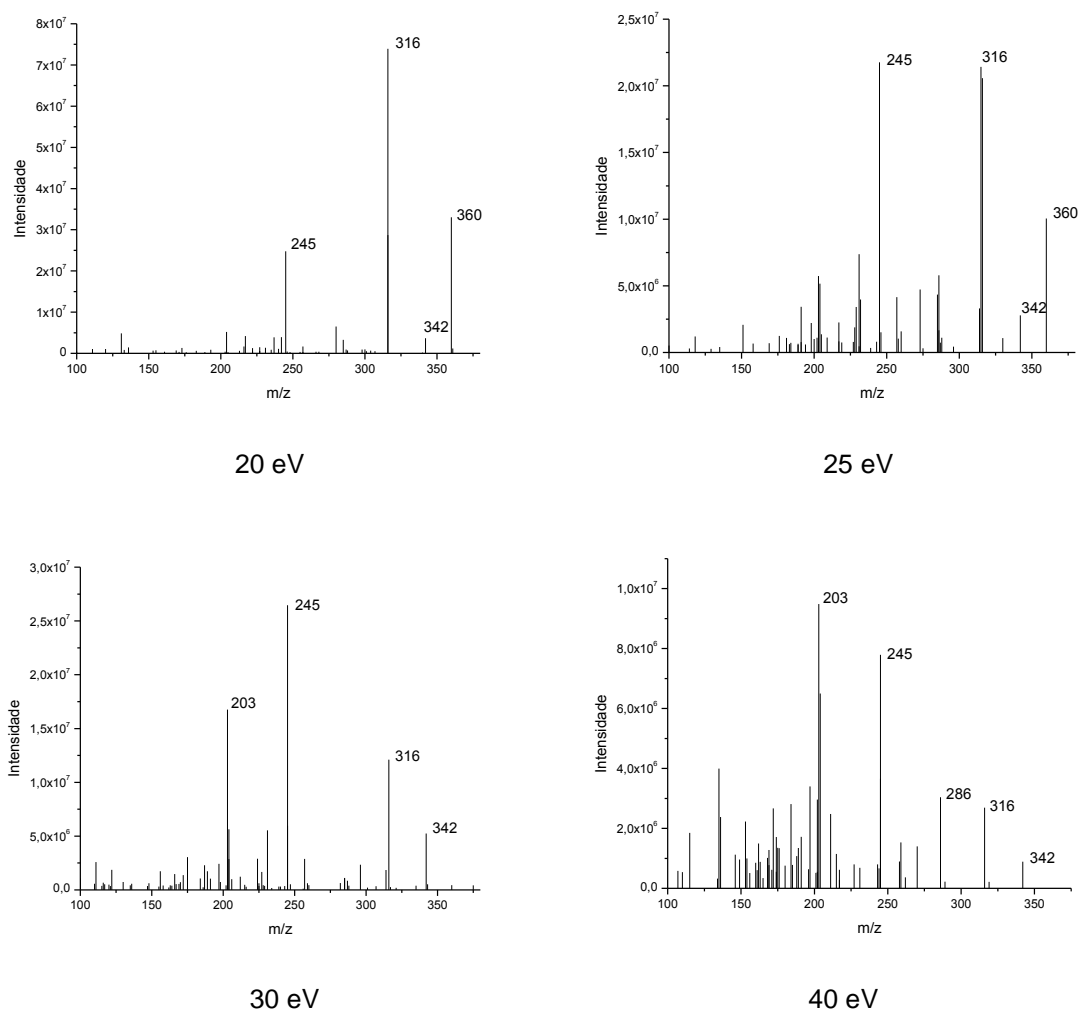 8x10⁷
7x10⁷
6x10⁷
5x10⁷
4x10⁷
3x10⁷
2x10⁷
1x10⁷
0
Intensidade
316
360
245
342
100 150 200 250 300 350
m/z
20 eV
2,5x10⁷
2,0x10⁷
1,5x10⁷
1,0x10⁷
5,0x10⁶
0,0
Intensidade
245
316
360
342
100 150 200 250 300 350
m/z
25 eV
3,0x10⁷
2,5x10⁷
2,0x10⁷
1,5x10⁷
1,0x10⁷
5,0x10⁶
0,0
Intensidade
245
203
316
342
100 150 200 250 300 350
m/z
30 eV
1,0x10⁷
8,0x10⁶
6,0x10⁶
4,0x10⁶
2,0x10⁶
0,0
Intensidade
203
245
286
316
342
100 150 200 250 300 350
m/z
40 eV